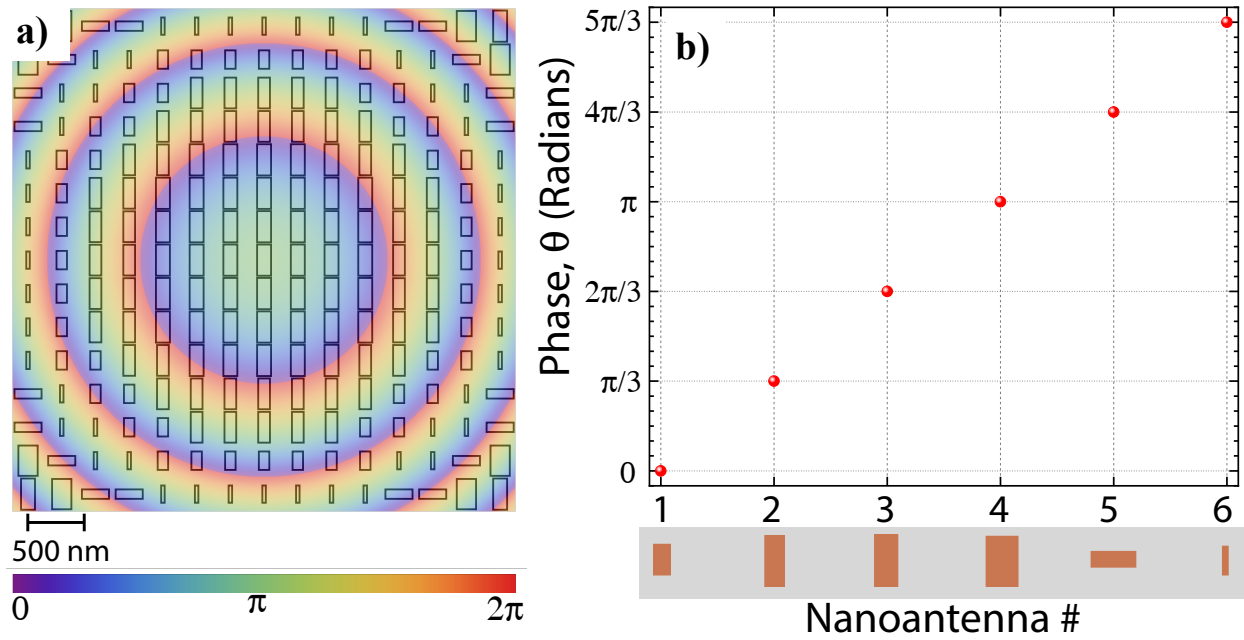 a)
500 nm
0
π
2π
b)
Phase, θ (Radians)
5π/3
4π/3
π
2π/3
π/3
0
1 2 3 4 5 6
Nanoantenna #